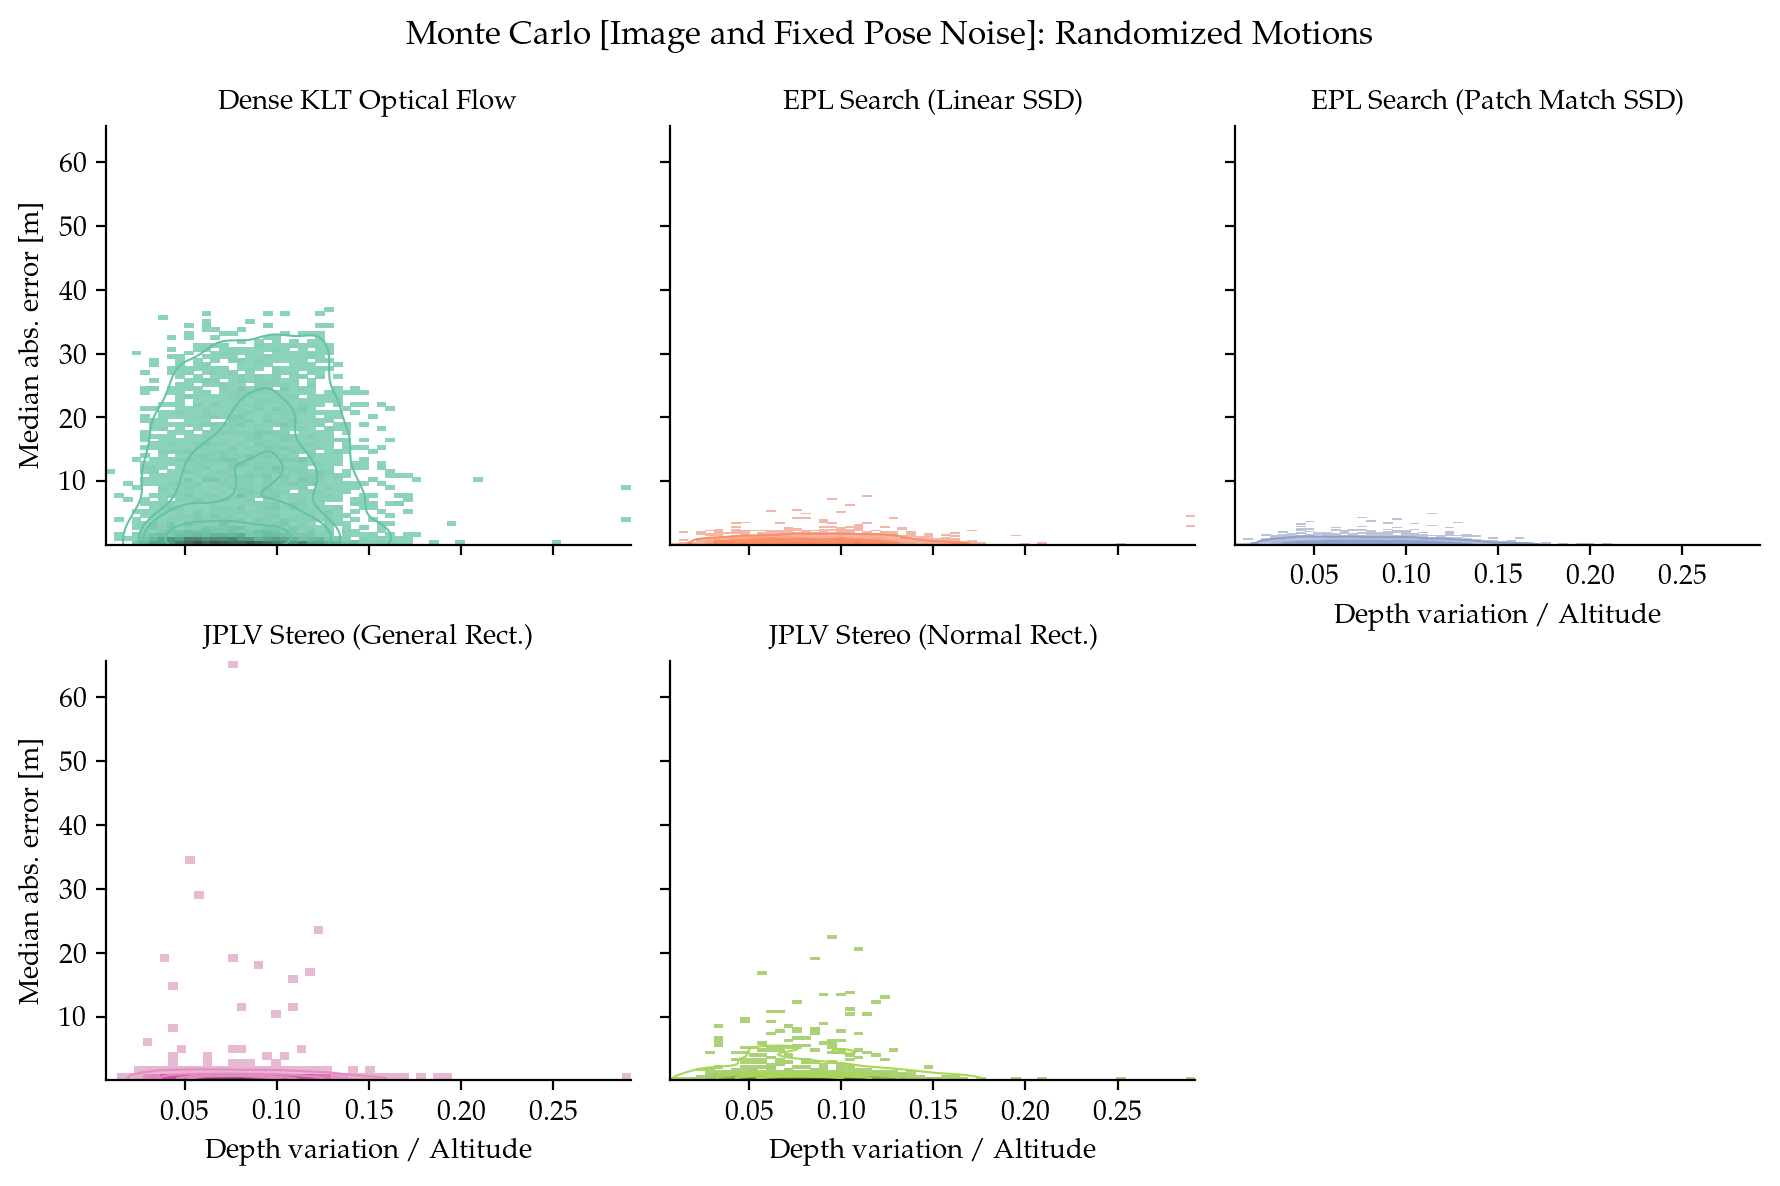 Monte Carlo [Image and Fixed Pose Noise]: Randomized Motions
Dense KLT Optical Flow
EPL Search (Linear SSD)
EPL Search (Patch Match SSD)
Median abs. error [m]
60
50
40
30
20
10
0.05 0.10 0.15 0.20 0.25
Depth variation / Altitude
JPLV Stereo (General Rect.)
JPLV Stereo (Normal Rect.)
Median abs. error [m]
60
50
40
30
20
10
0.05 0.10 0.15 0.20 0.25
0.05 0.10 0.15 0.20 0.25
Depth variation / Altitude
Depth variation / Altitude